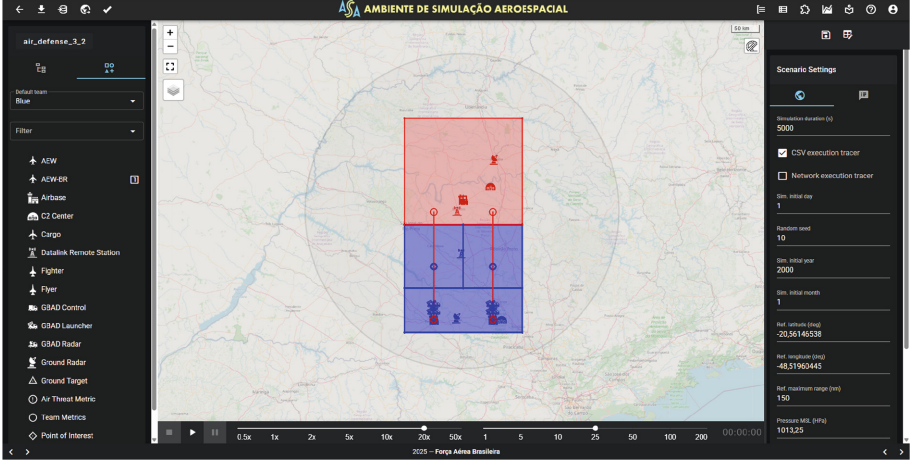 ASA AMBIENTE DE SIMULAÇÃO AEROESPACIAL
air_defense_3_2
Default team
Blue
Filter
AEW
AEW-BR
Airbase
C2 Center
Cargo
Datalink Remote Station
Fighter
Flyer
GBAD Control
GBAD Launcher
GBAD Radar
Ground Radar
Ground Target
Air Threat Metric
Team Metrics
Point of Interest
+
−
50 km
0.5x 1x 2x 5x 10x 20x 50x 1 5 10 25 50 100 200 00:00:00
Scenario Settings
Simulation duration (s)
5000
CSV execution tracer
Network execution tracer
Sim. initial day
1
Random seed
10
Sim. initial year
2000
Sim. initial month
1
Ref. latitude (deg)
-20,56146538
Ref. longitude (deg)
-48,51960445
Ref. maximum range (nm)
150
Pressure MSL (HPa)
1013,25
2025 — Força Aérea Brasileira